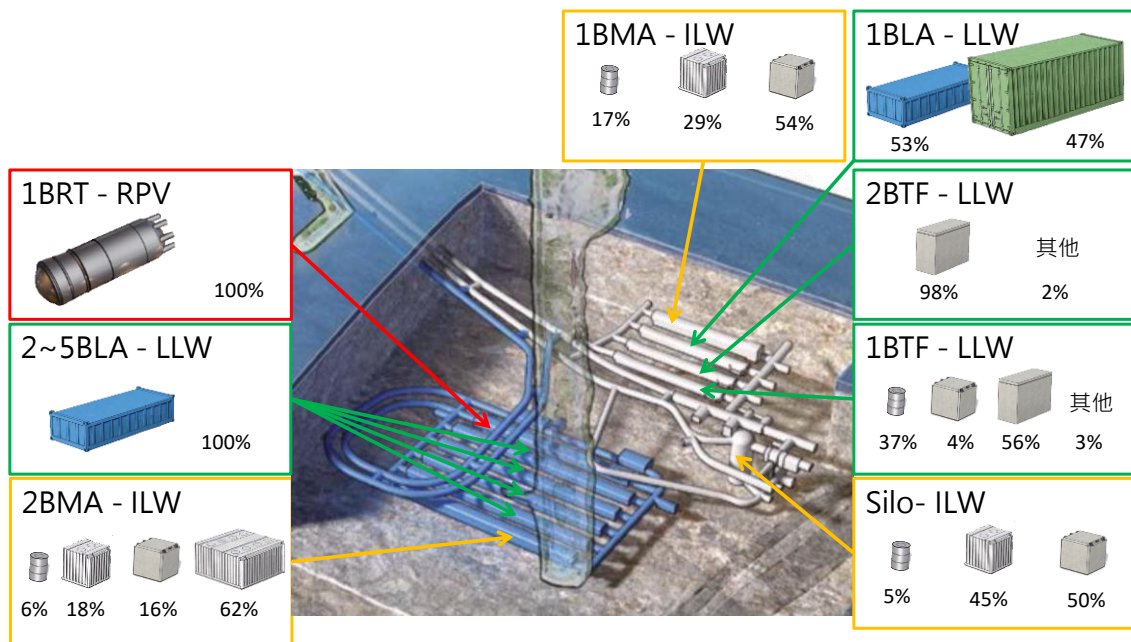 1BMA - ILW
17% 29% 54%
1BLA - LLW
53% 47%
1BRT - RPV
100%
2BTF - LLW
其他
98% 2%
2~5BLA - LLW
100%
1BTF - LLW
其他
37% 4% 56% 3%
2BMA - ILW
6% 18% 16% 62%
Silo- ILW
5% 45% 50%